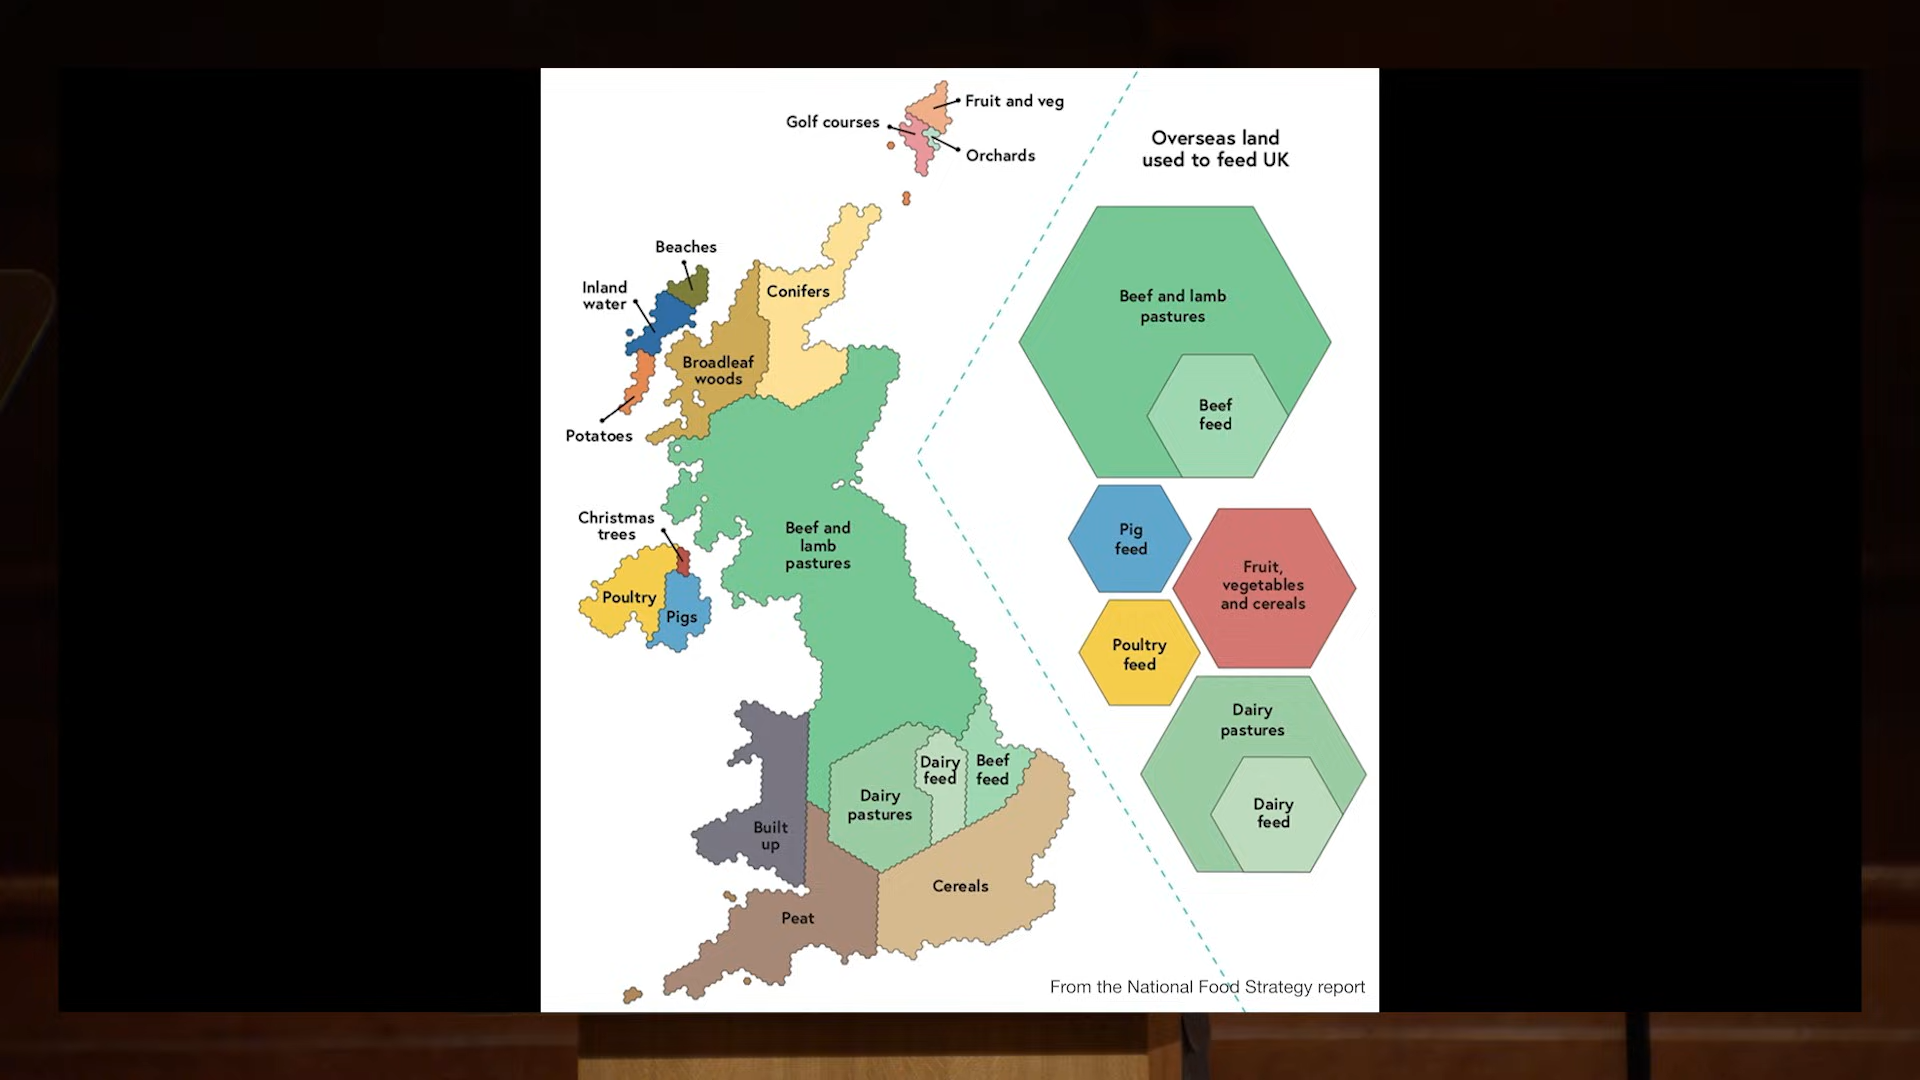 Fruit and veg
Golf courses
Orchards
Overseas land
used to feed UK
Beaches
Inland
water
Conifers
Broadleaf
woods
Potatoes
Beef and lamb
pastures
Beef
feed
Christmas
trees
Beef and
lamb
pastures
Poultry
Pigs
Pig
feed
Fruit,
vegetables
and cereals
Poultry
feed
Dairy
pastures
Dairy
feed
Dairy
feed
Beef
feed
Dairy
pastures
Built
up
Cereals
Peat
From the National Food Strategy report